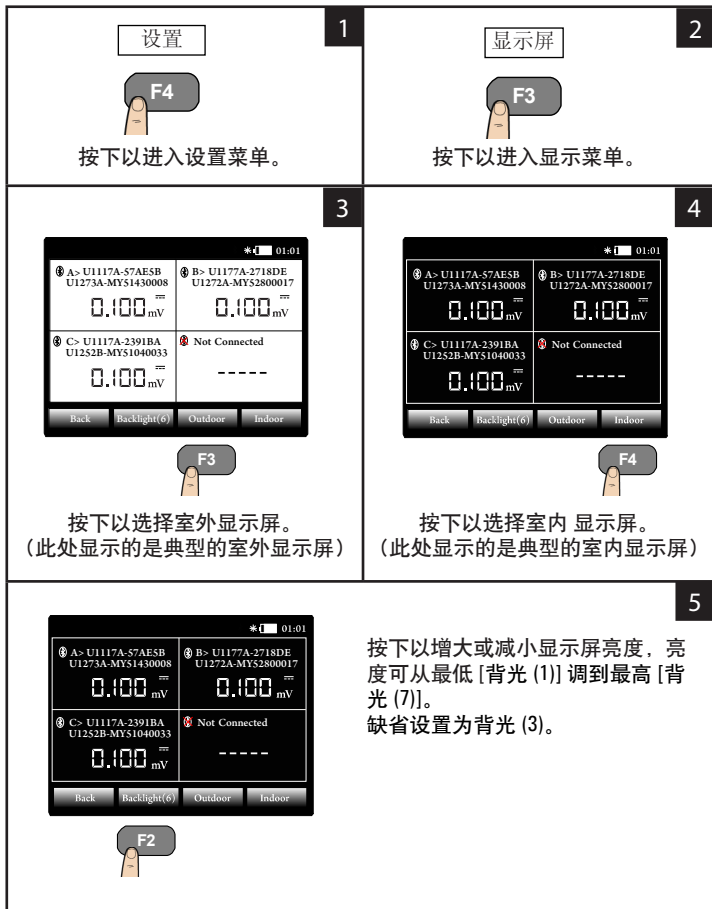 设置
1
F4
按下以进入设置菜单。
显示屏
2
F3
按下以进入显示菜单。
3
01:01
A> U1117A-57AE5B
U1273A-MY51430008
0.100 mV
B> U1177A-2718DE
U1272A-MY52800017
0.100 mV
C> U1117A-2391BA
U1252B-MY51040033
0.100 mV
Not Connected
-----
Back Backlight(6) Outdoor Indoor
F3
按下以选择室外显示屏。
（此处显示的是典型的室外显示屏）
4
01:01
A> U1117A-57AE5B
U1273A-MY51430008
0.100 mV
B> U1177A-2718DE
U1272A-MY52800017
0.100 mV
C> U1117A-2391BA
U1252B-MY51040033
0.100 mV
Not Connected
-----
Back Backlight(6) Outdoor Indoor
F4
按下以选择室内 显示屏。
（此处显示的是典型的室内显示屏）
5
01:01
A> U1117A-57AE5B
U1273A-MY51430008
0.100 mV
B> U1177A-2718DE
U1272A-MY52800017
0.100 mV
C> U1117A-2391BA
U1252B-MY51040033
0.100 mV
Not Connected
-----
Back Backlight(6) Outdoor Indoor
F2
按下以增大或减小显示屏亮度，亮
度可从最低 [背光 (1)] 调到最高 [背
光 (7)]。
缺省设置为背光 (3)。